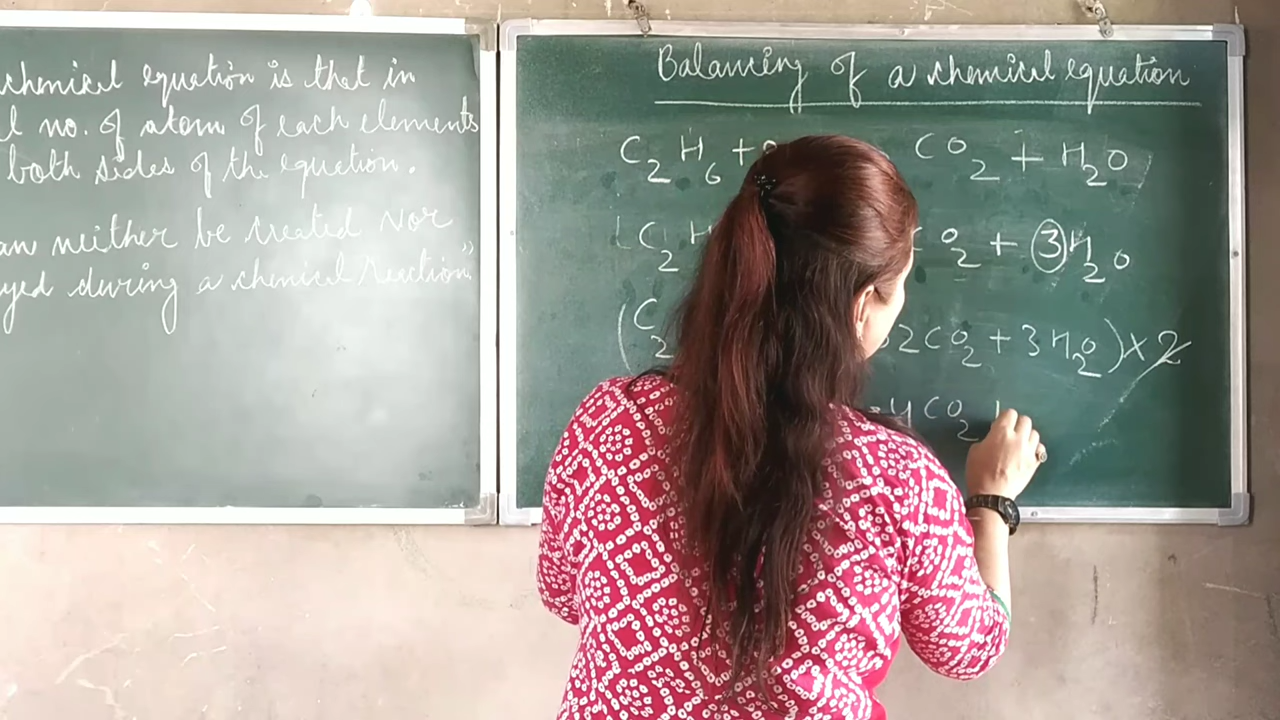 chemical equation is that in
l no. of atom of each elements
both sides of the equation.
an neither be created Nor
yed during a chemical reaction"
Balancing of a chemical equation
C2H6 + CO2 + H2O
C2H O2 + 3H2O
(C2 2CO2 + 3H2O) × 2
4CO2